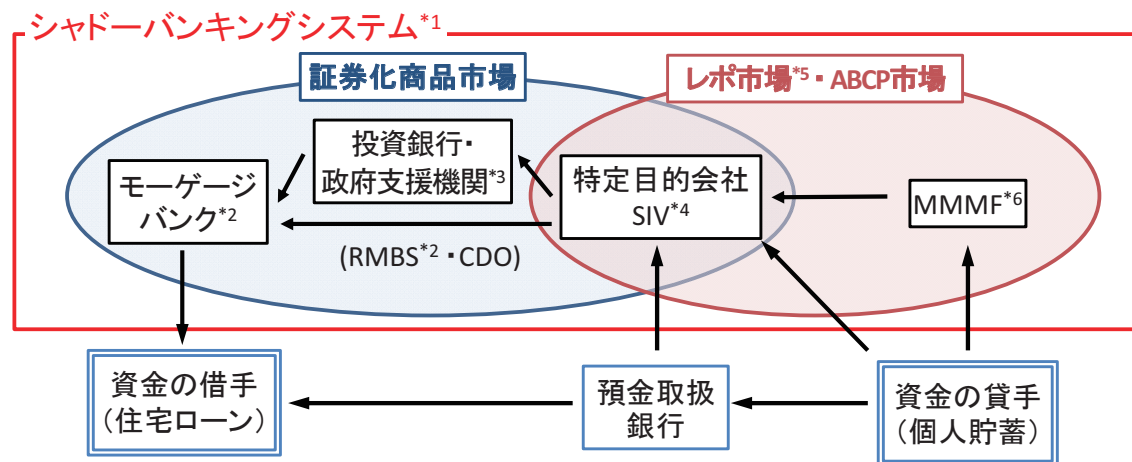 シャドーバンキングシステム*1
証券化商品市場
レポ市場*5・ABCP市場
投資銀行・
政府支援機関*3
モーゲージ
バンク*2
特定目的会社
SIV*4
MMMF*6
(RMBS*2・CDO)
資金の借手
（住宅ローン）
預金取扱
銀行
資金の貸手
（個人貯蓄）